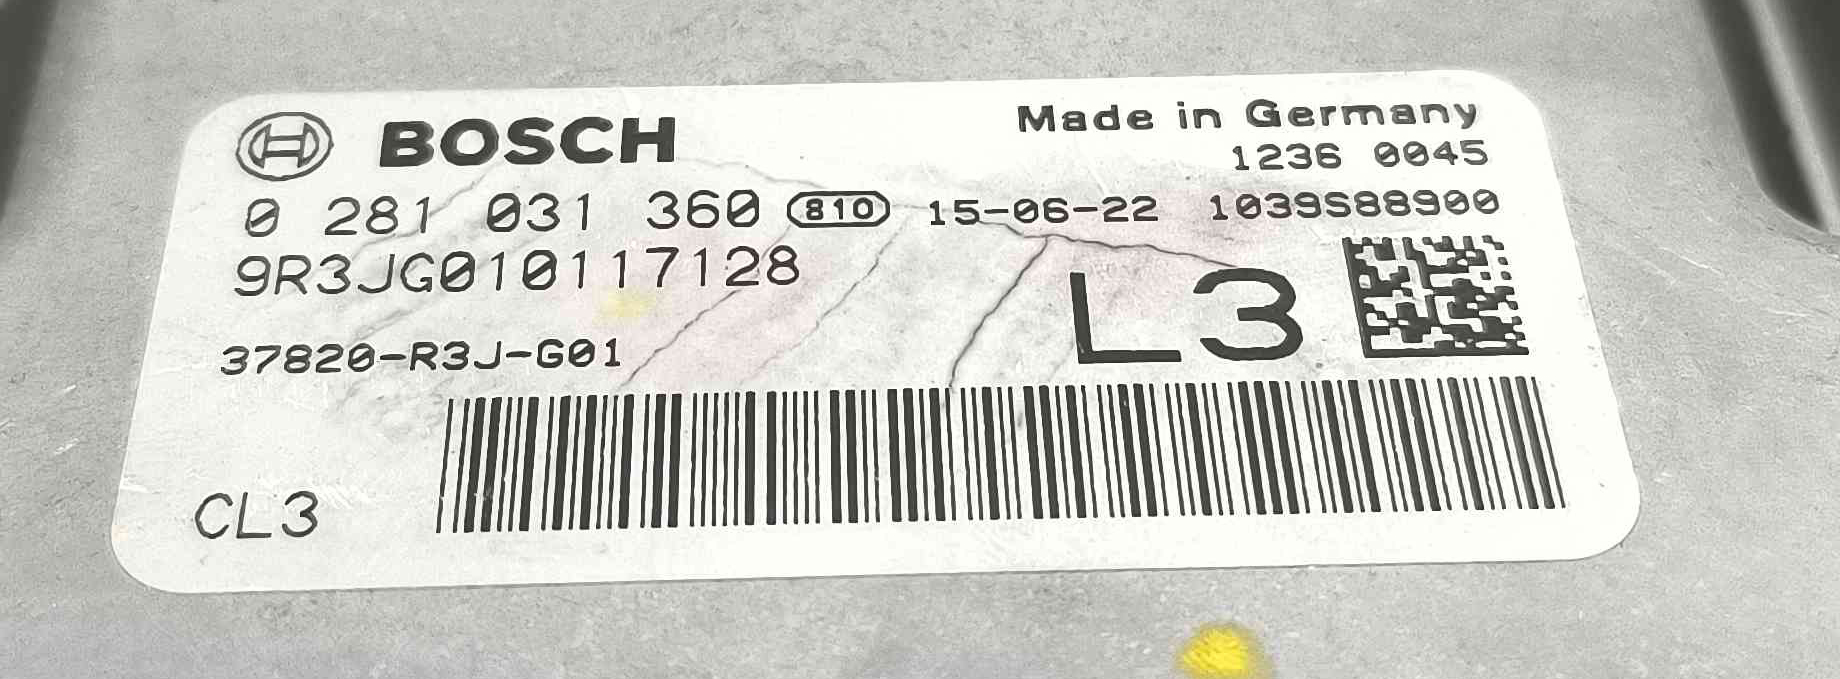 BOSCH
Made in Germany
1236 0045
0 281 031 360 810 15-06-22 1039S88900
9R3JG010117128
L3
37820-R3J-G01
CL3